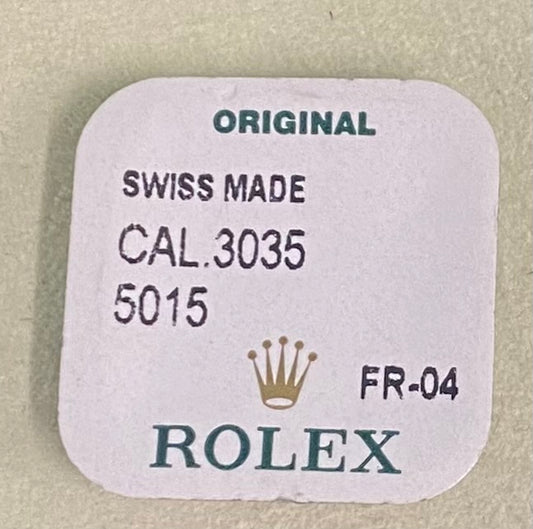 ORIGINAL
SWISS MADE
CAL.3035
5015
FR-04
ROLEX